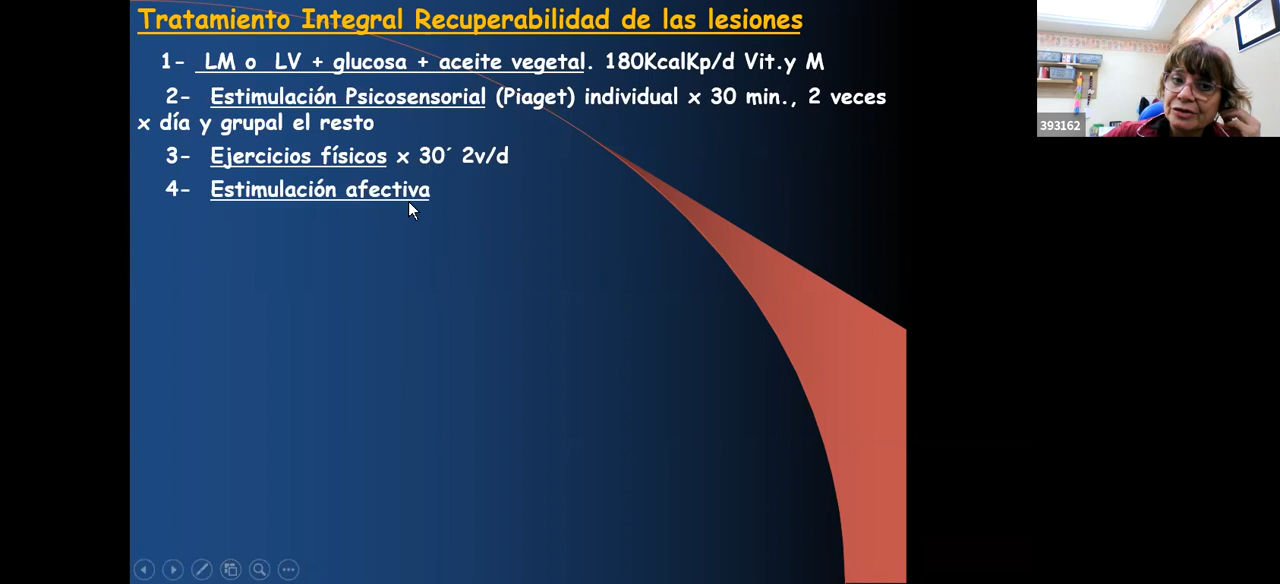 Tratamiento Integral Recuperabilidad de las lesiones
1- LM o LV + glucosa + aceite vegetal. 180KcalKp/d Vit.y M
2- Estimulación Psicosensorial (Piaget) individual x 30 min., 2 veces
x día y grupal el resto
3- Ejercicios físicos x 30´ 2v/d
4- Estimulación afectiva
393162